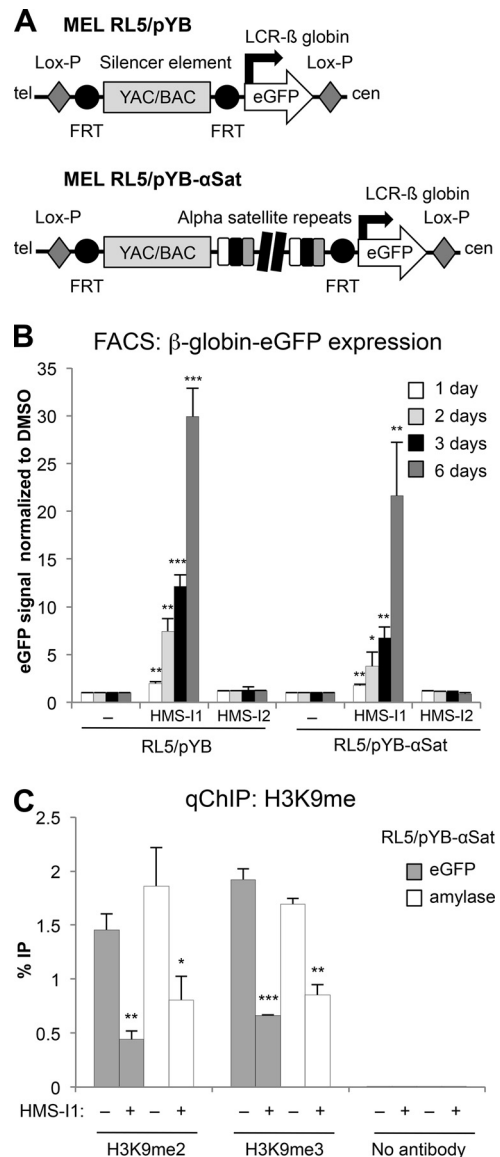 A
MEL RL5/pYB
LCR-ß globin
Lox-P Silencer element Lox-P
tel YAC/BAC eGFP cen
FRT FRT
MEL RL5/pYB-αSat
LCR-ß globin
Lox-P Alpha satellite repeats Lox-P
tel YAC/BAC eGFP cen
FRT FRT
B
FACS: β-globin-eGFP expression
eGFP signal normalized to DMSO
35
30
25
20
15
10
5
0
1 day
2 days
3 days
6 days
** ** *** ***
** * ** **
– HMS-I1 HMS-I2 – HMS-I1 HMS-I2
RL5/pYB RL5/pYB-αSat
C
qChIP: H3K9me
RL5/pYB-αSat
eGFP
amylase
% IP
2.5
2
1.5
1
0.5
0
** * *** **
HMS-I1: – + – + – + – + – + – +
H3K9me2 H3K9me3 No antibody